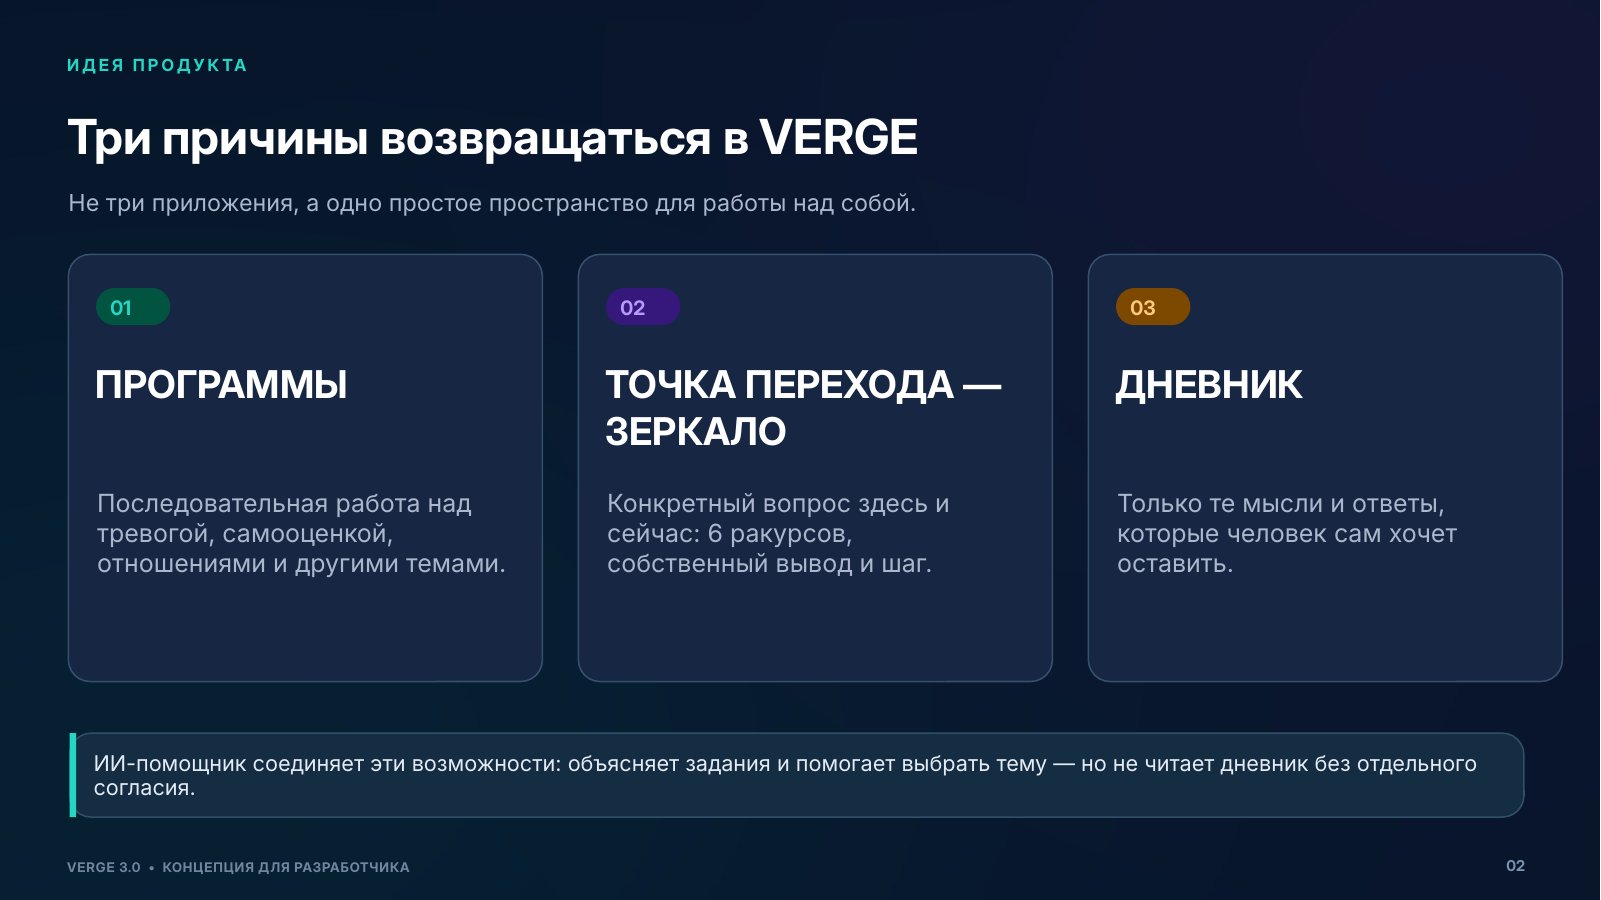 ИДЕЯ ПРОДУКТА
Три причины возвращаться в VERGE
Не три приложения, а одно простое пространство для работы над собой.
01
ПРОГРАММЫ
Последовательная работа над
тревогой, самооценкой,
отношениями и другими темами.
02
ТОЧКА ПЕРЕХОДА —
ЗЕРКАЛО
Конкретный вопрос здесь и
сейчас: 6 ракурсов,
собственный вывод и шаг.
03
ДНЕВНИК
Только те мысли и ответы,
которые человек сам хочет
оставить.
ИИ-помощник соединяет эти возможности: объясняет задания и помогает выбрать тему — но не читает дневник без отдельного
согласия.
VERGE 3.0 • КОНЦЕПЦИЯ ДЛЯ РАЗРАБОТЧИКА
02